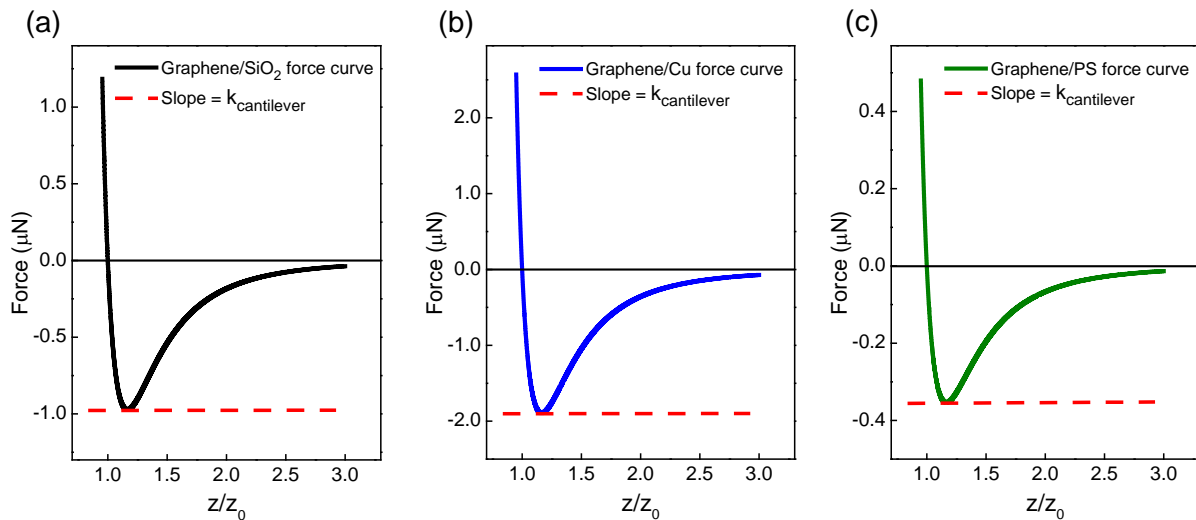 (a)
Graphene/SiO₂ force curve
Slope = k_cantilever
1.0
0.5
0.0
-0.5
-1.0
Force (μN)
1.0 1.5 2.0 2.5 3.0
z/z₀
(b)
Graphene/Cu force curve
Slope = k_cantilever
2.0
1.0
0.0
-1.0
-2.0
Force (μN)
1.0 1.5 2.0 2.5 3.0
z/z₀
(c)
Graphene/PS force curve
Slope = k_cantilever
0.4
0.2
0.0
-0.2
-0.4
Force (μN)
1.0 1.5 2.0 2.5 3.0
z/z₀